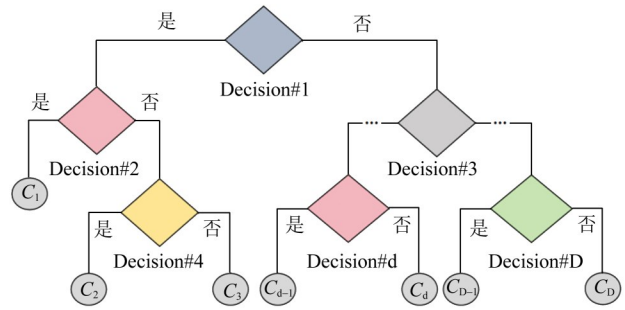 是
否
Decision#1
是
否
...
...
Decision#2
Decision#3
C1
是
否
是
否
是
否
Decision#4
Decision#d
Decision#D
C2
C3
Cd-1
Cd
CD-1
CD